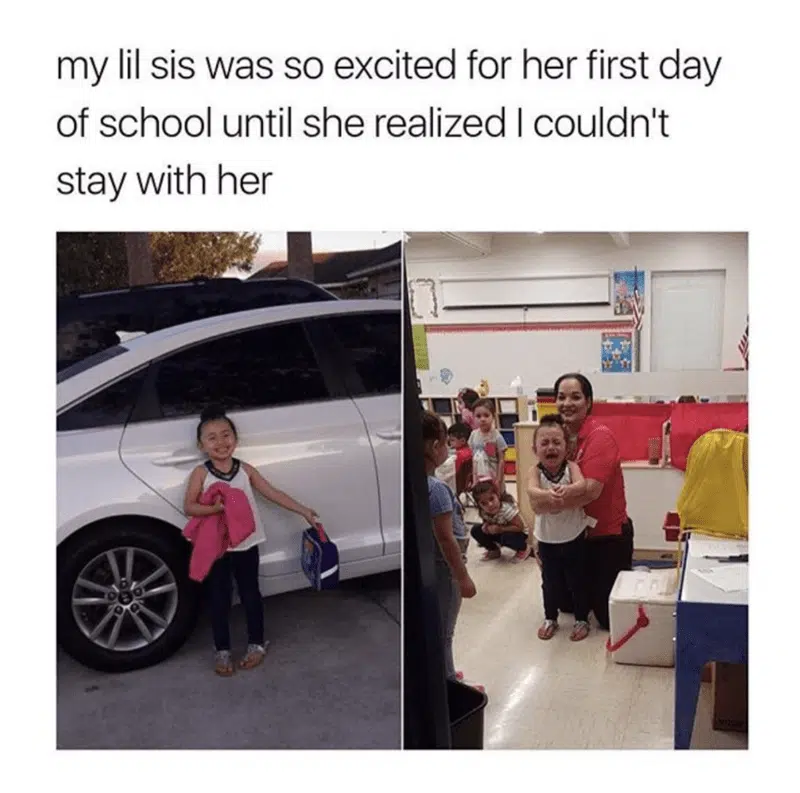 my lil sis was so excited for her first day
of school until she realized I couldn't
stay with her